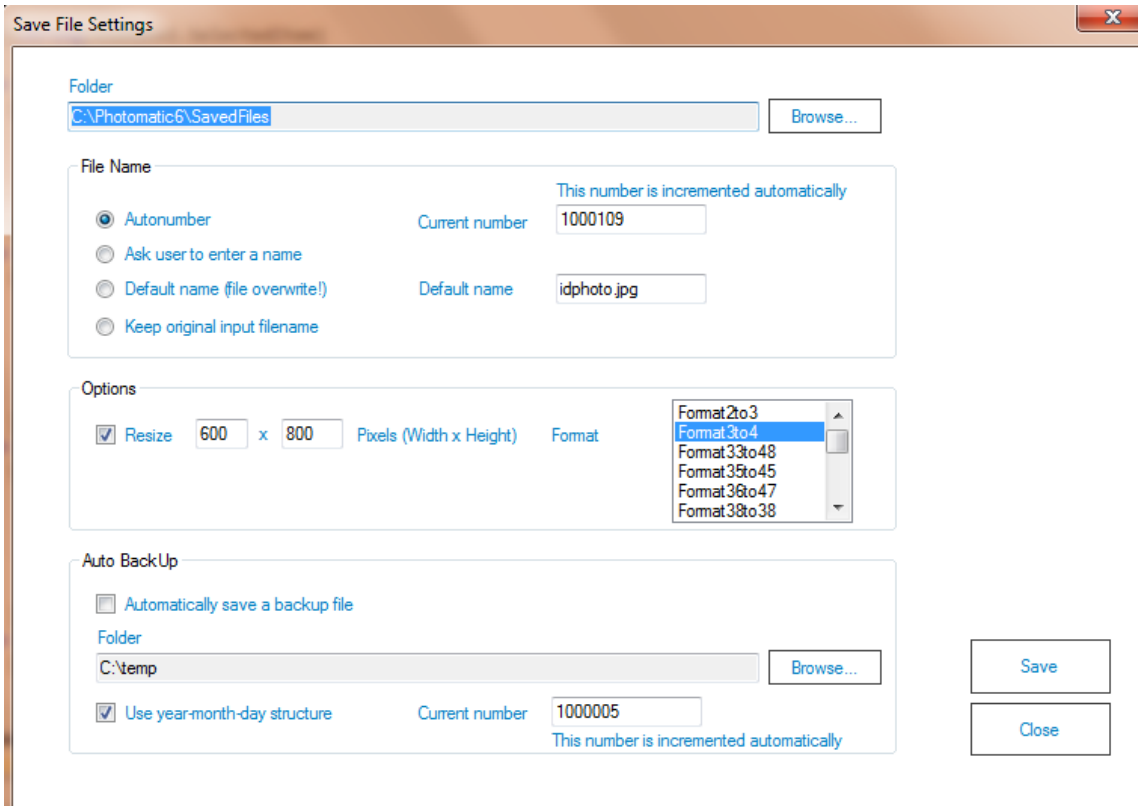 Save File Settings
Folder
C:\Photomatic6\SavedFiles
Browse...
File Name
This number is incremented automatically
Autonumber Current number 1000109
Ask user to enter a name
Default name (file overwrite!) Default name idphoto.jpg
Keep original input filename
Options
Resize 600 x 800 Pixels (Width x Height) Format
Format2to3
Format3to4
Format33to48
Format35to45
Format36to47
Format38to38
Auto BackUp
Automatically save a backup file
Folder
C:\temp
Browse...
Use year-month-day structure Current number 1000005
This number is incremented automatically
Save
Close